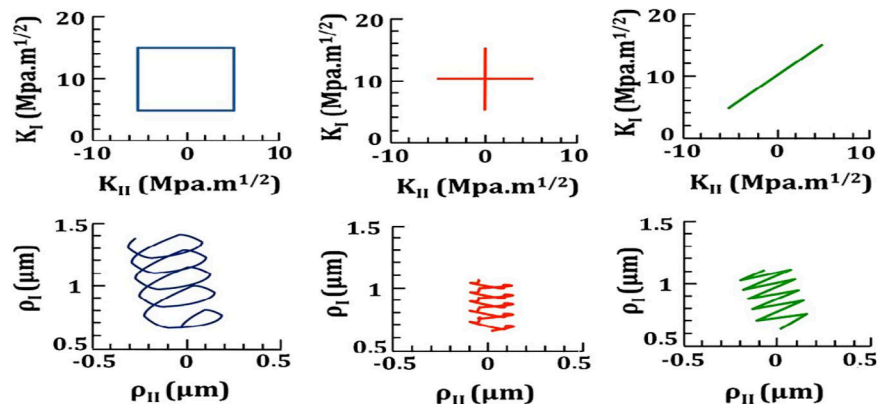 20 20 20
K_I (Mpa.m^1/2) K_I (Mpa.m^1/2) K_I (Mpa.m^1/2)
10 10 10
0 0 0
-10 0 10 -10 0 10 -10 0 10
K_II (Mpa.m^1/2) K_II (Mpa.m^1/2) K_II (Mpa.m^1/2)
1.5 1.5 1.5
ρ_I (μm) ρ_I (μm) ρ_I (μm)
1 1 1
0.5 0.5 0.5
-0.5 0 0.5 -0.5 0 0.5 -0.5 0 0.5
ρ_II (μm) ρ_II (μm) ρ_II (μm)